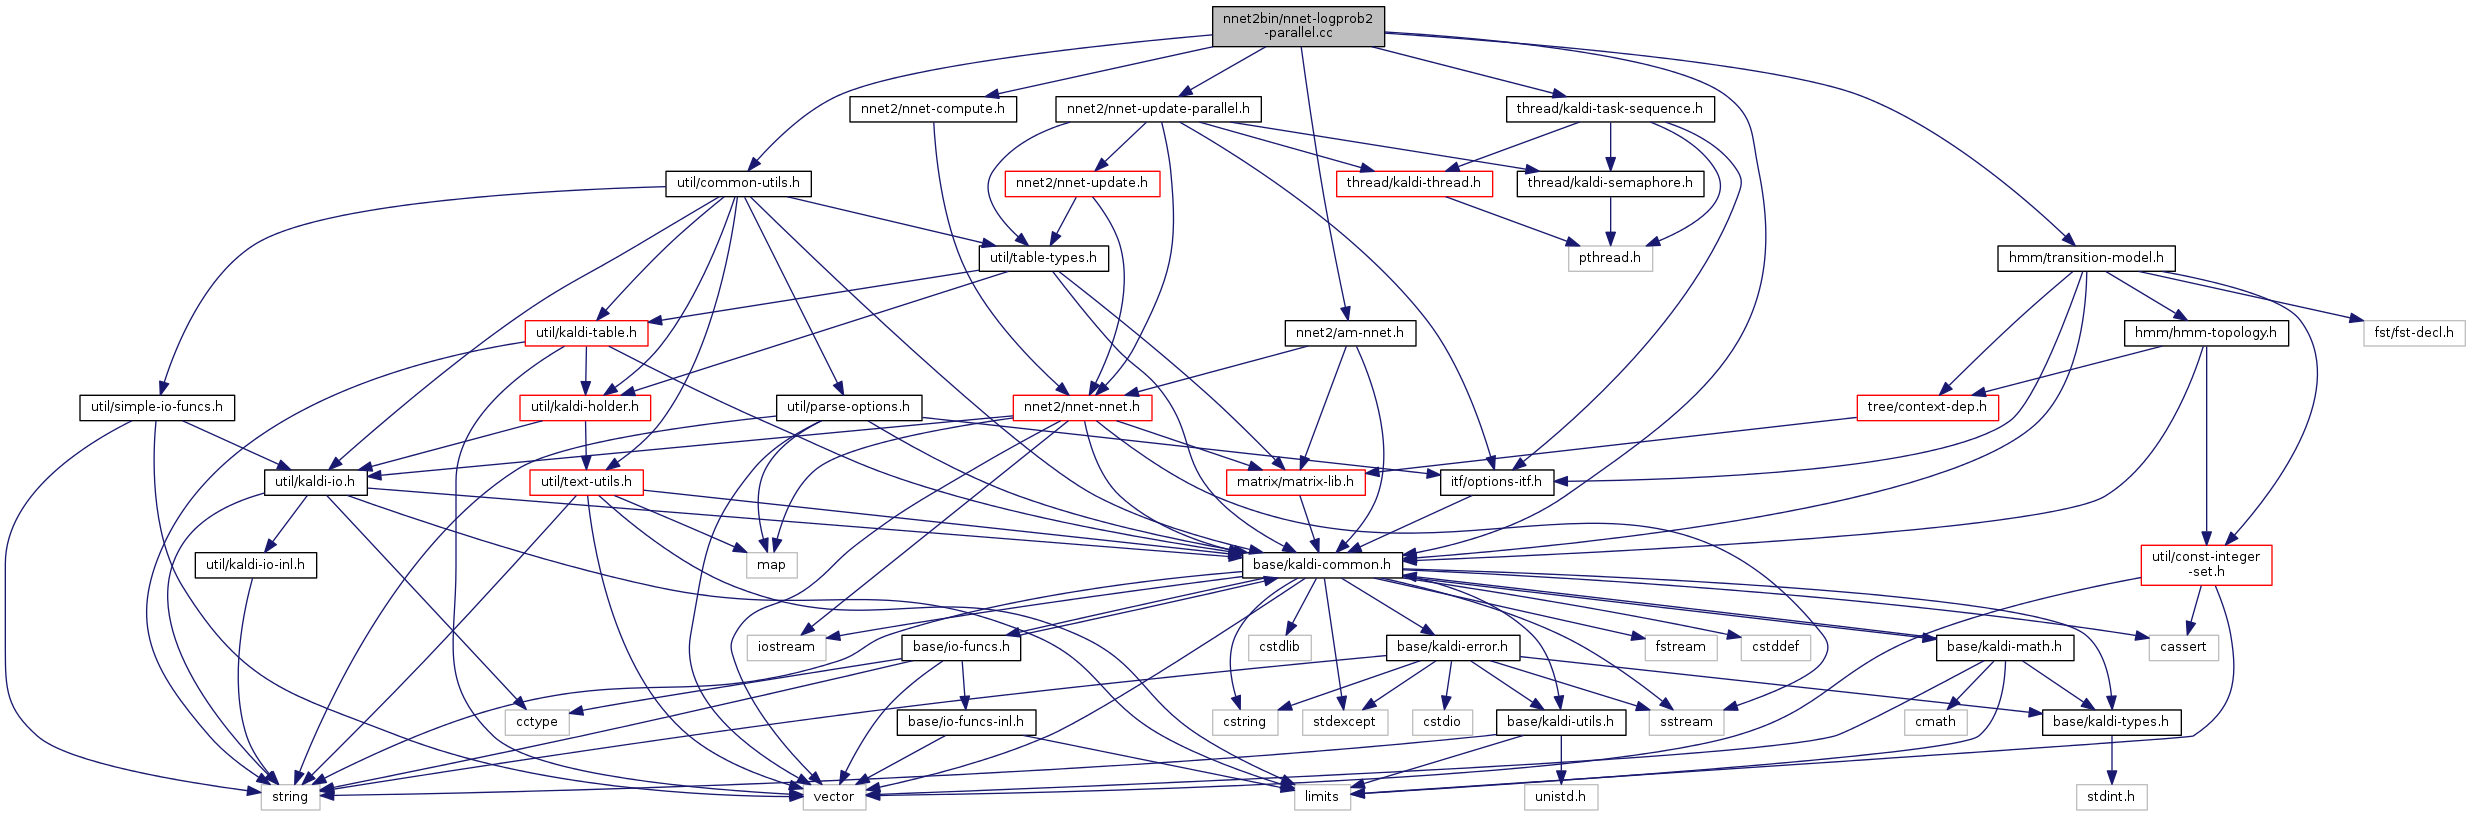 nnet2bin/nnet-logprob2
-parallel.cc
nnet2/nnet-compute.h
nnet2/nnet-update-parallel.h
thread/kaldi-task-sequence.h
util/common-utils.h
nnet2/nnet-update.h
thread/kaldi-thread.h
thread/kaldi-semaphore.h
util/table-types.h
pthread.h
hmm/transition-model.h
util/kaldi-table.h
nnet2/am-nnet.h
hmm/hmm-topology.h
fst/fst-decl.h
util/simple-io-funcs.h
util/kaldi-holder.h
util/parse-options.h
nnet2/nnet-nnet.h
tree/context-dep.h
util/kaldi-io.h
util/text-utils.h
matrix/matrix-lib.h
itf/options-itf.h
util/kaldi-io-inl.h
map
base/kaldi-common.h
util/const-integer
-set.h
iostream
base/io-funcs.h
cstdlib
base/kaldi-error.h
fstream
cstddef
base/kaldi-math.h
cassert
cctype
base/io-funcs-inl.h
cstring
stdexcept
cstdio
base/kaldi-utils.h
sstream
cmath
base/kaldi-types.h
string
vector
limits
unistd.h
stdint.h